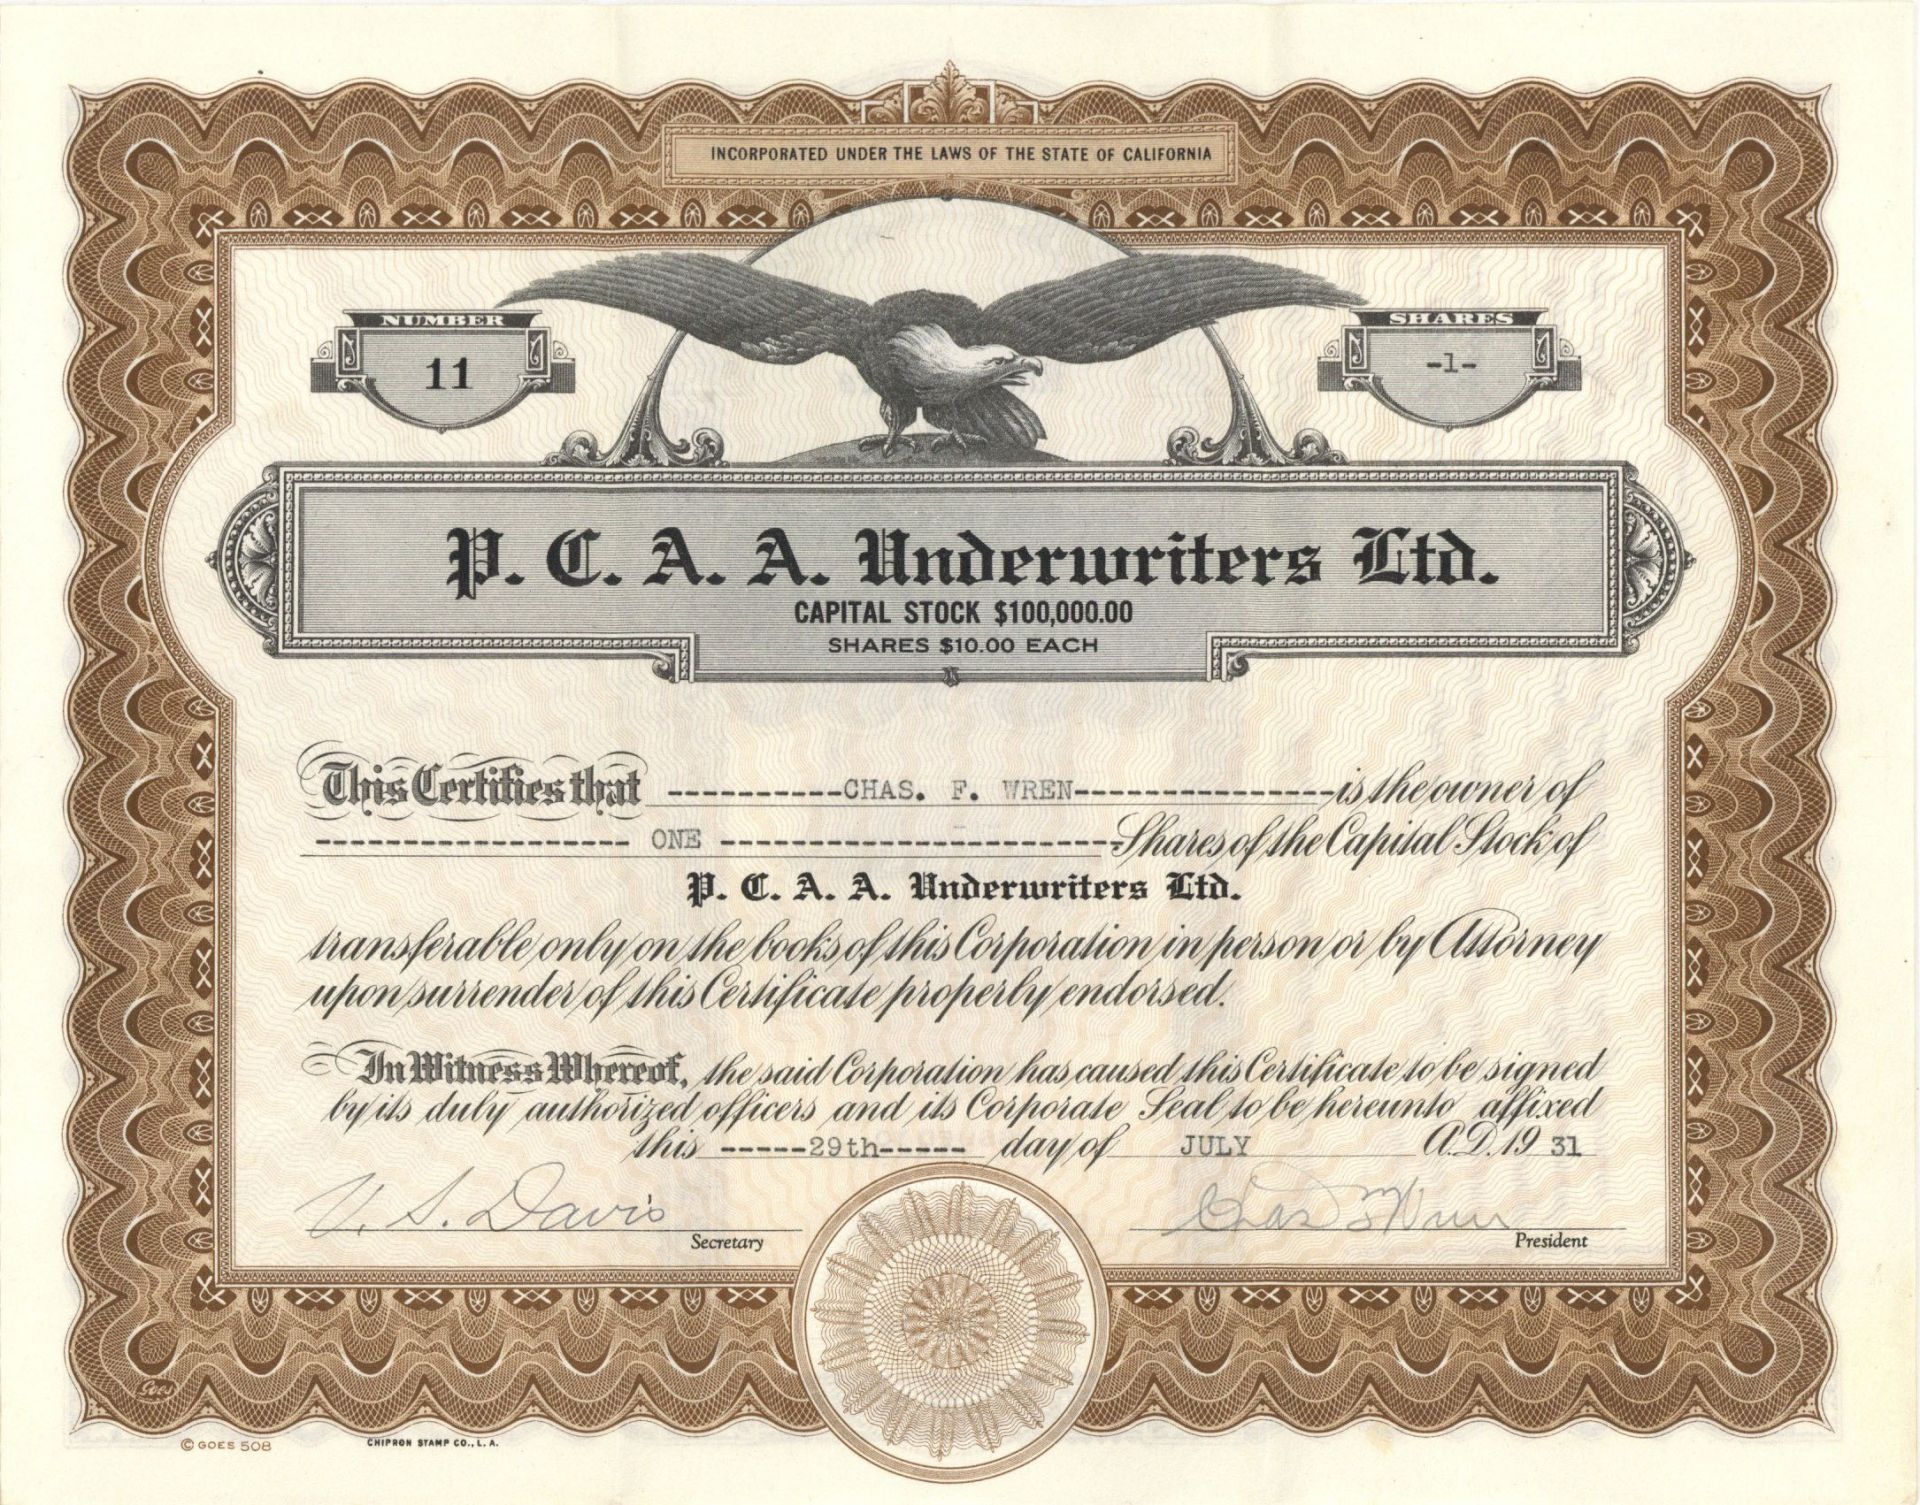 INCORPORATED UNDER THE LAWS OF THE STATE OF CALIFORNIA
NUMBER
11
SHARES
-1-
P. C. A. A. Underwriters Ltd.
CAPITAL STOCK $100,000.00
SHARES $10.00 EACH
This Certifies that ----------CHAS. F. WREN---------------is the owner of
------------------ ONE -----------------------Shares of the Capital Stock of
P. C. A. A. Underwriters Ltd.
transferable only on the books of this Corporation in person or by Attorney
upon surrender of this Certificate properly endorsed.
In Witness Whereof, the said Corporation has caused this Certificate to be signed
by its duly authorized officers and its Corporate Seal to be hereunto affixed
this -----29th----- day of JULY A.D. 19 31
V. S. Davis
Secretary
Chas F Wren
President
Goes
© GOES 508
CHIPRON STAMP CO., L. A.